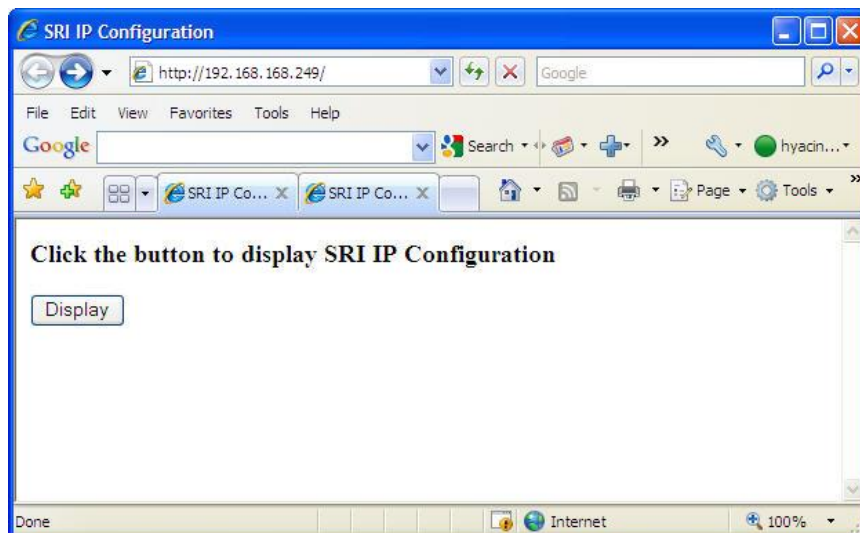 SRI IP Configuration
http://192.168.168.249/
Google
File Edit View Favorites Tools Help
Google Search hyacin...
SRI IP Co... SRI IP Co... Page Tools
Click the button to display SRI IP Configuration
Display
Done Internet 100%